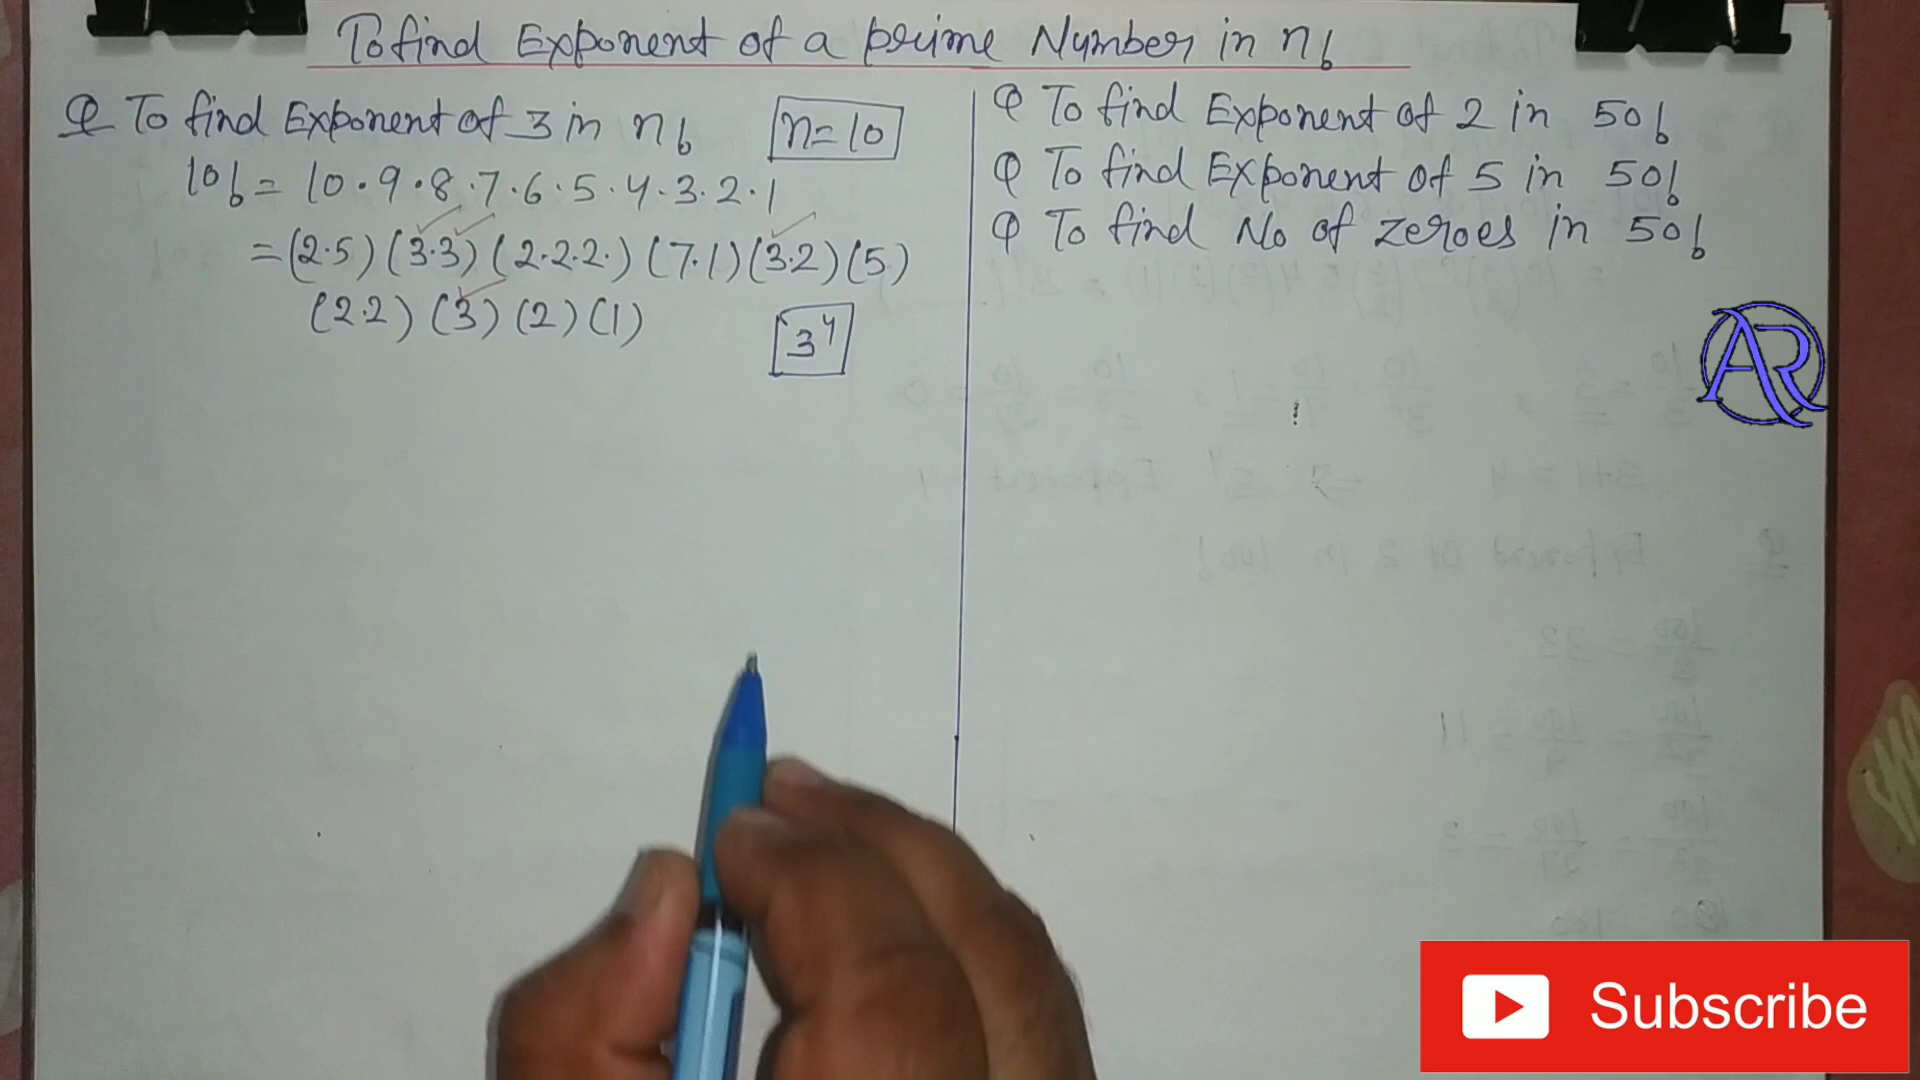 To find Exponent of a prime Number in n!
Q To find Exponent of 3 in n! n=10
10! = 10·9·8·7·6·5·4·3·2·1
=(2·5)(3·3)(2·2·2·)(7·1)(3·2)(5)
(2·2)(3)(2)(1)
3⁴
Q To find Exponent of 2 in 50!
Q To find Exponent of 5 in 50!
Q To find No of zeroes in 50!
AR
Subscribe